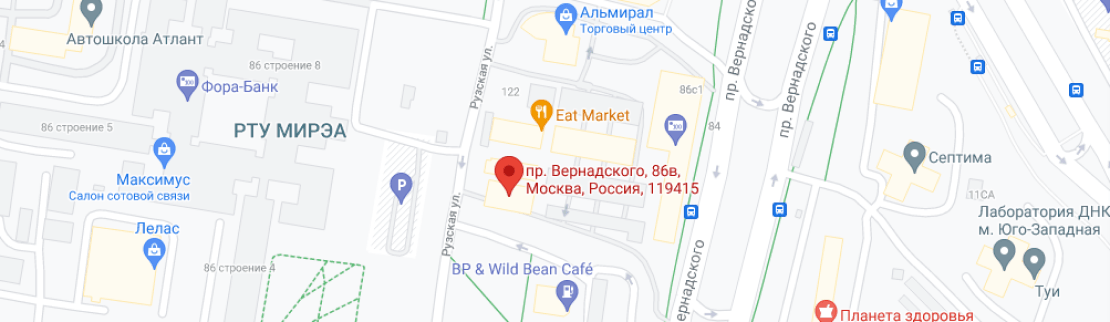 Альмирал
Торговый центр
Автошкола Атлант
86 строение 8
Фора-Банк
Рузская ул.
122
86с1
пр. Вернадского
пр. Вернадского
Eat Market
86 строение 5
РТУ МИРЭА
84
Септима
Максимус
Салон сотовой связи
P
пр. Вернадского, 86в,
Москва, Россия, 119415
11СА
Рузская ул.
Лаборатория ДНК
м. Юго-Западная
Лелас
86 строение 4
BP & Wild Bean Café
Вернадского
Туи
Планета здоровья